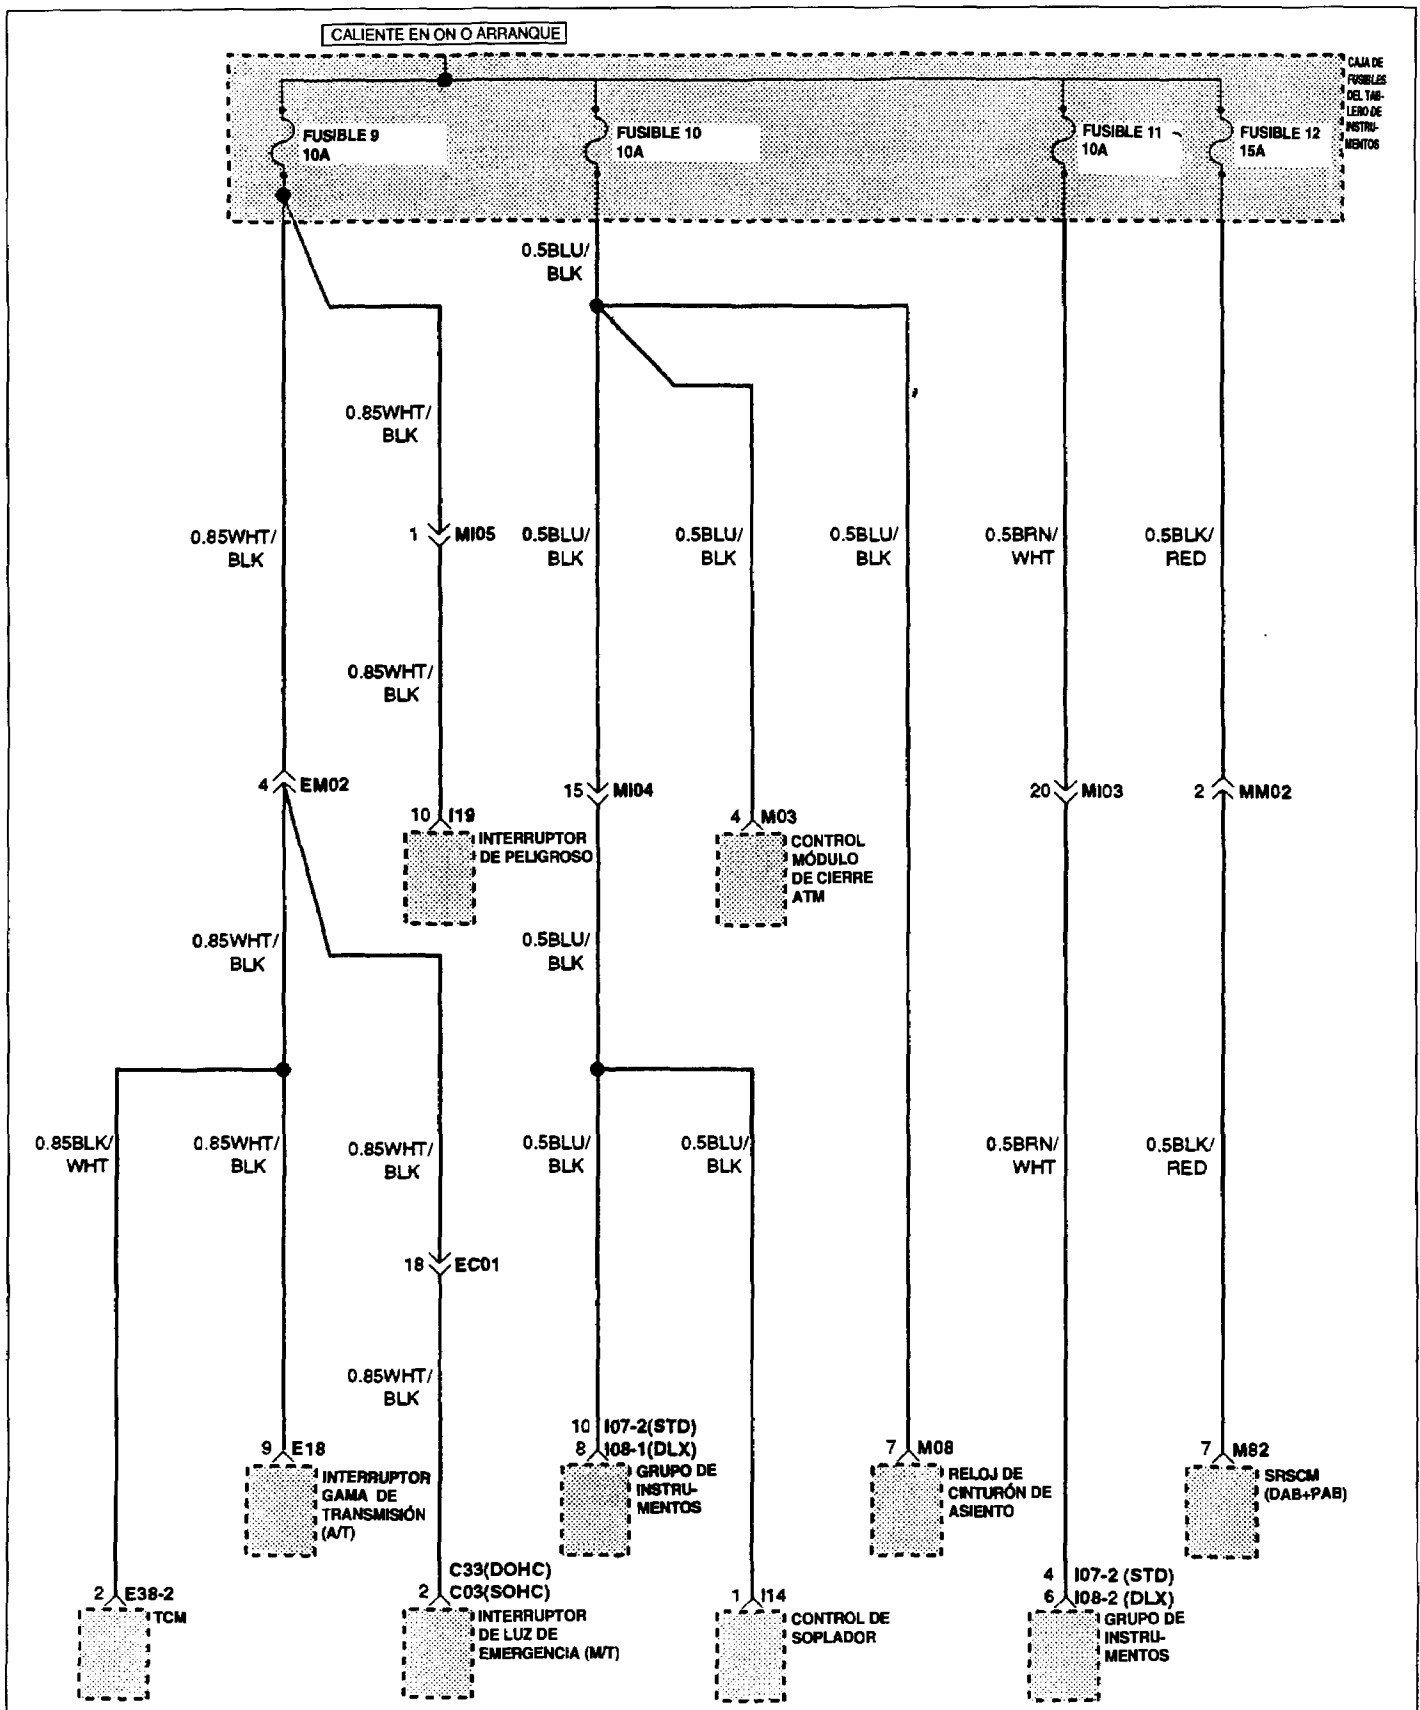 CALIENTE EN ON O ARRANQUE
CAJA DE
FUSIBLES
DEL TAB-
LERO DE
INSTRU-
MENTOS
FUSIBLE 9
10A
FUSIBLE 10
10A
FUSIBLE 11
10A
FUSIBLE 12
15A
0.5BLU/
BLK
0.85WHT/
BLK
0.85WHT/
BLK
1 MI05
0.5BLU/
BLK
0.5BLU/
BLK
0.5BLU/
BLK
0.5BRN/
WHT
0.5BLK/
RED
0.85WHT/
BLK
4 EM02
15 MI04
20 MI03
2 MM02
10 I19
INTERRUPTOR
DE PELIGROSO
4 M03
CONTROL
MÓDULO
DE CIERRE
ATM
0.85WHT/
BLK
0.5BLU/
BLK
0.85BLK/
WHT
0.85WHT/
BLK
0.85WHT/
BLK
0.5BLU/
BLK
0.5BLU/
BLK
0.5BRN/
WHT
0.5BLK/
RED
18 EC01
0.85WHT/
BLK
9 E18
INTERRUPTOR
GAMA DE
TRANSMISIÓN
(A/T)
10 I07-2(STD)
8 I08-1(DLX)
GRUPO DE
INSTRU-
MENTOS
7 M08
RELOJ DE
CINTURÓN DE
ASIENTO
7 M82
SRSCM
(DAB+PAB)
2 E38-2
TCM
C33(DOHC)
2 C03(SOHC)
INTERRUPTOR
DE LUZ DE
EMERGENCIA (M/T)
1 I14
CONTROL DE
SOPLADOR
4 I07-2 (STD)
6 I08-2 (DLX)
GRUPO DE
INSTRU-
MENTOS